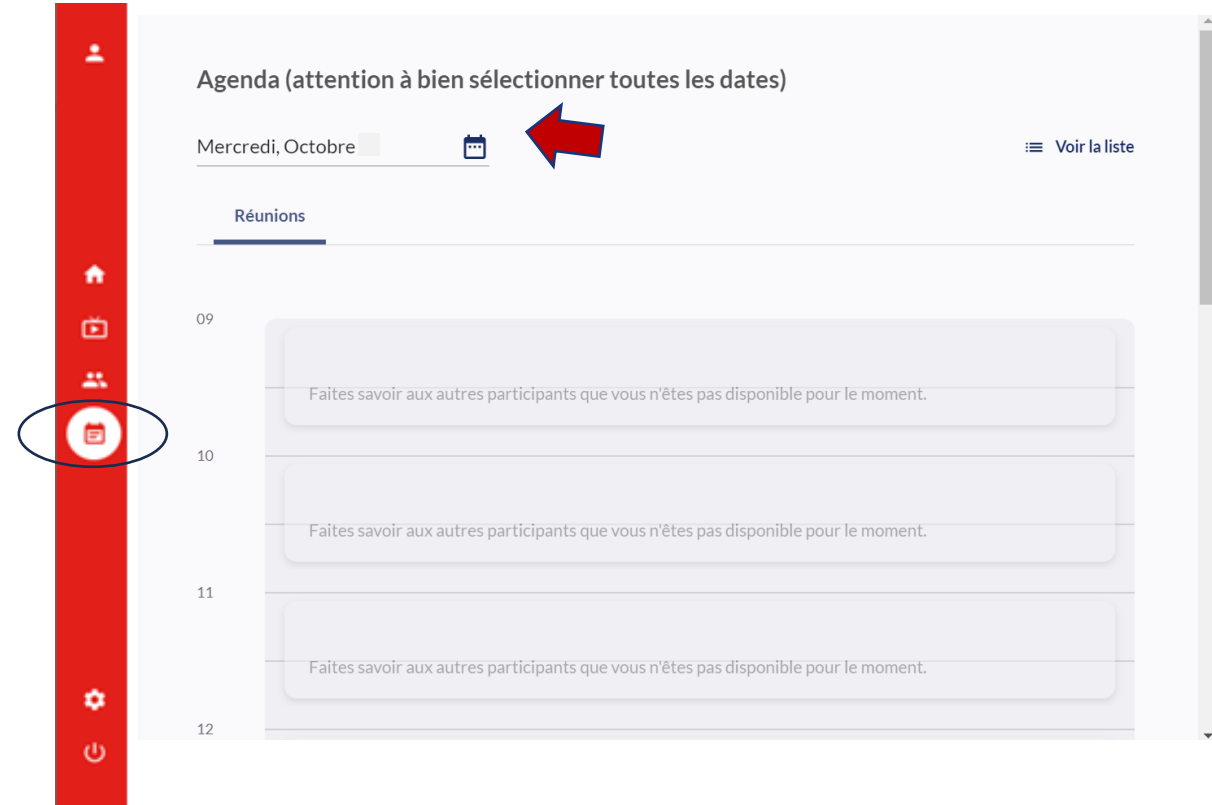 Agenda (attention à bien sélectionner toutes les dates)
Mercredi, Octobre
Voir la liste
Réunions
09
Faites savoir aux autres participants que vous n'êtes pas disponible pour le moment.
10
Faites savoir aux autres participants que vous n'êtes pas disponible pour le moment.
11
Faites savoir aux autres participants que vous n'êtes pas disponible pour le moment.
12